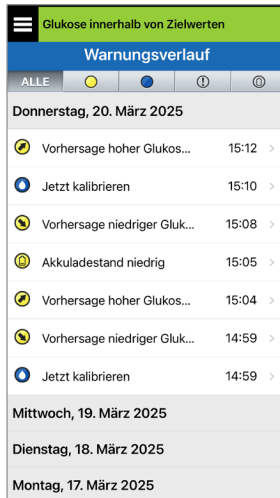 Glukose innerhalb von Zielwerten
Warnungsverlauf
ALLE
Donnerstag, 20. März 2025
Vorhersage hoher Glukos... 15:12
Jetzt kalibrieren 15:10
Vorhersage niedriger Gluk... 15:08
Akkuladestand niedrig 15:05
Vorhersage hoher Glukos... 15:04
Vorhersage niedriger Gluk... 14:59
Jetzt kalibrieren 14:59
Mittwoch, 19. März 2025
Dienstag, 18. März 2025
Montag, 17. März 2025